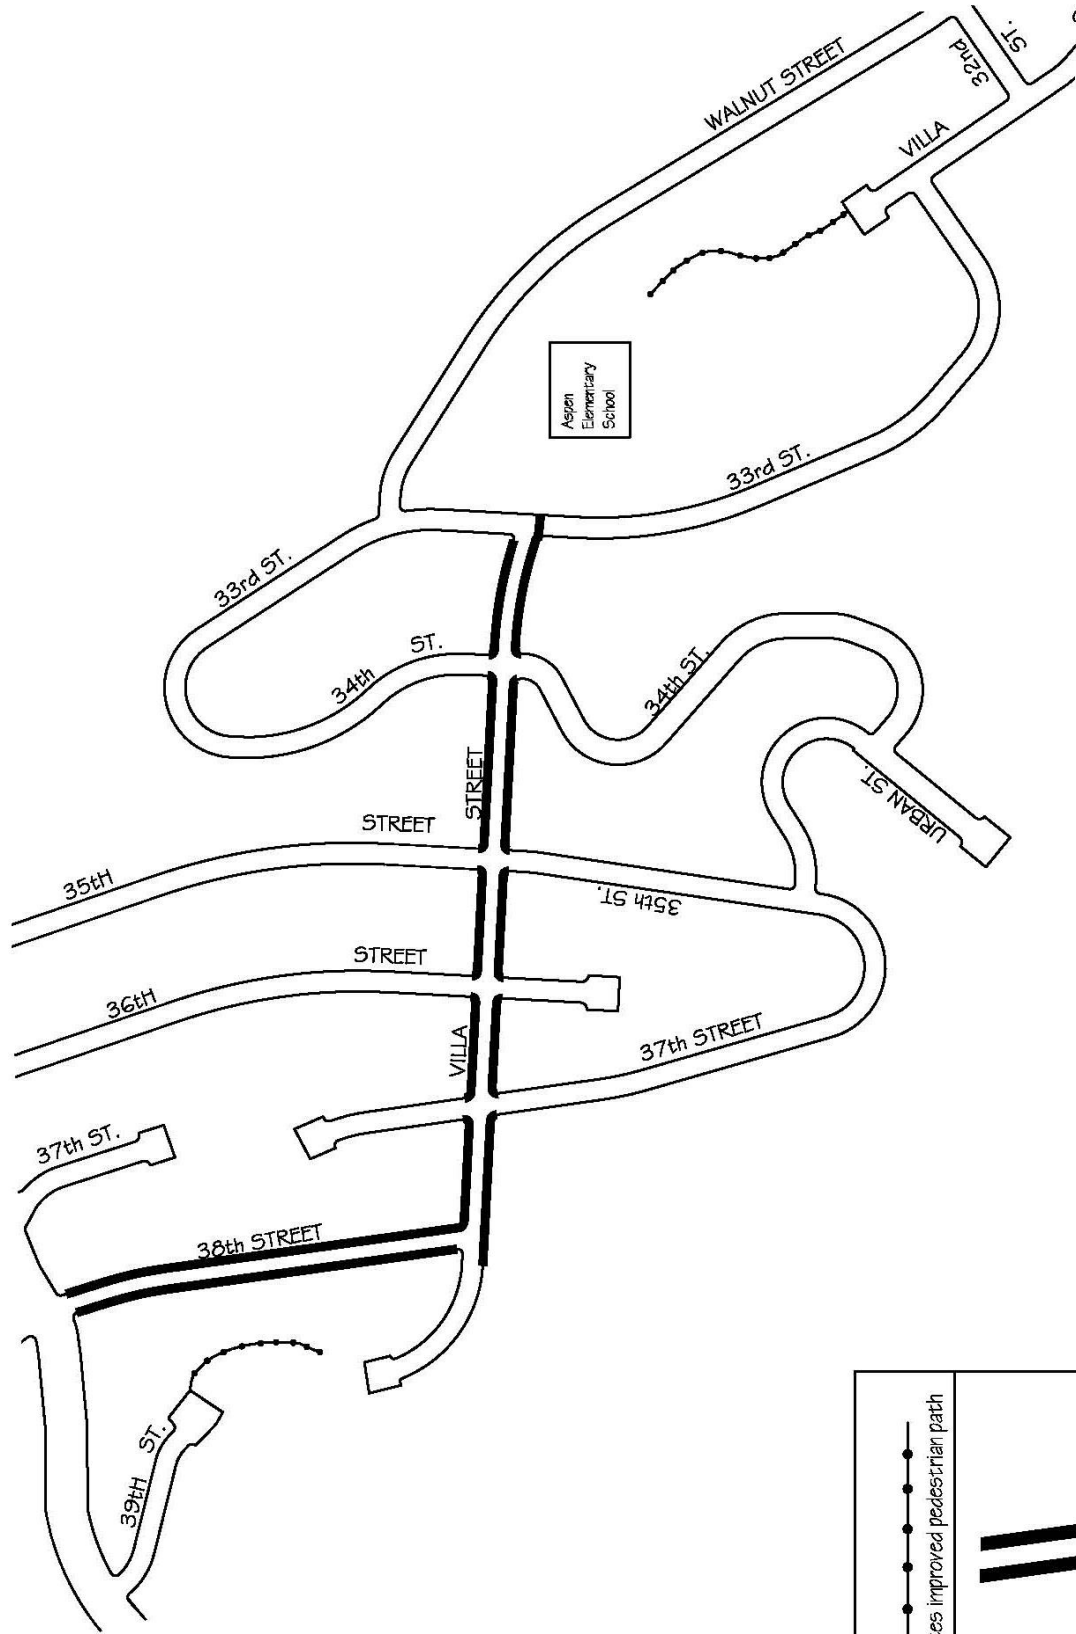 WALNUT STREET
32nd
ST.
VILLA
Aspen
Elementary
School
33rd ST.
33rd ST.
ST.
34th
34th ST.
STREET
URBAN ST.
STREET
35tH
35th ST.
STREET
36tH
VILLA
37th STREET
37th ST.
38th STREET
ST.
39tH
improved pedestrian path